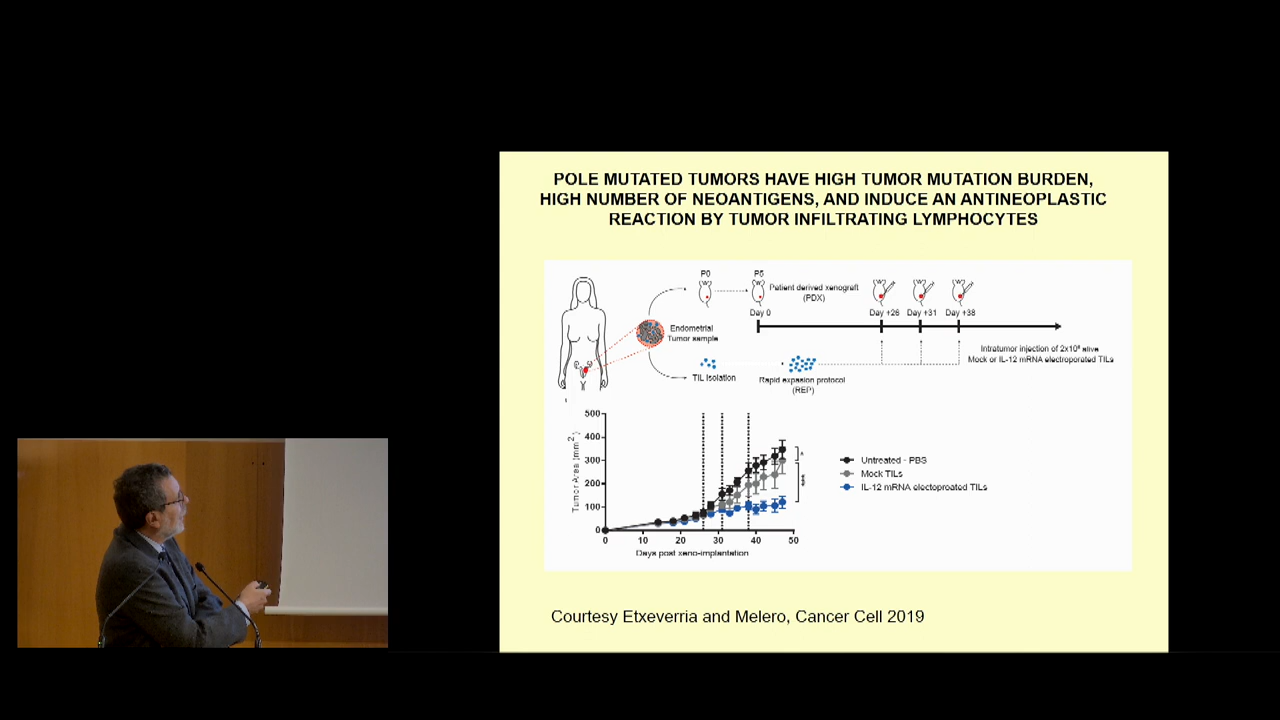 POLE MUTATED TUMORS HAVE HIGH TUMOR MUTATION BURDEN,
HIGH NUMBER OF NEOANTIGENS, AND INDUCE AN ANTINEOPLASTIC
REACTION BY TUMOR INFILTRATING LYMPHOCYTES
P0
P5
Patient derived xenograft
(PDX)
Day 0
Day +26
Day +31
Day +38
Endometrial
Tumor sample
Intratumor injection of 2x10⁶ alive
Mock or IL-12 mRNA electroporated TILs
TIL Isolation
Rapid expasion protocol
(REP)
500
400
300
200
100
0
Tumor Area (mm²)
0 10 20 30 40 50
Days post xeno-implantation
*
***
Untreated - PBS
Mock TILs
IL-12 mRNA electoproated TILs
Courtesy Etxeverria and Melero, Cancer Cell 2019